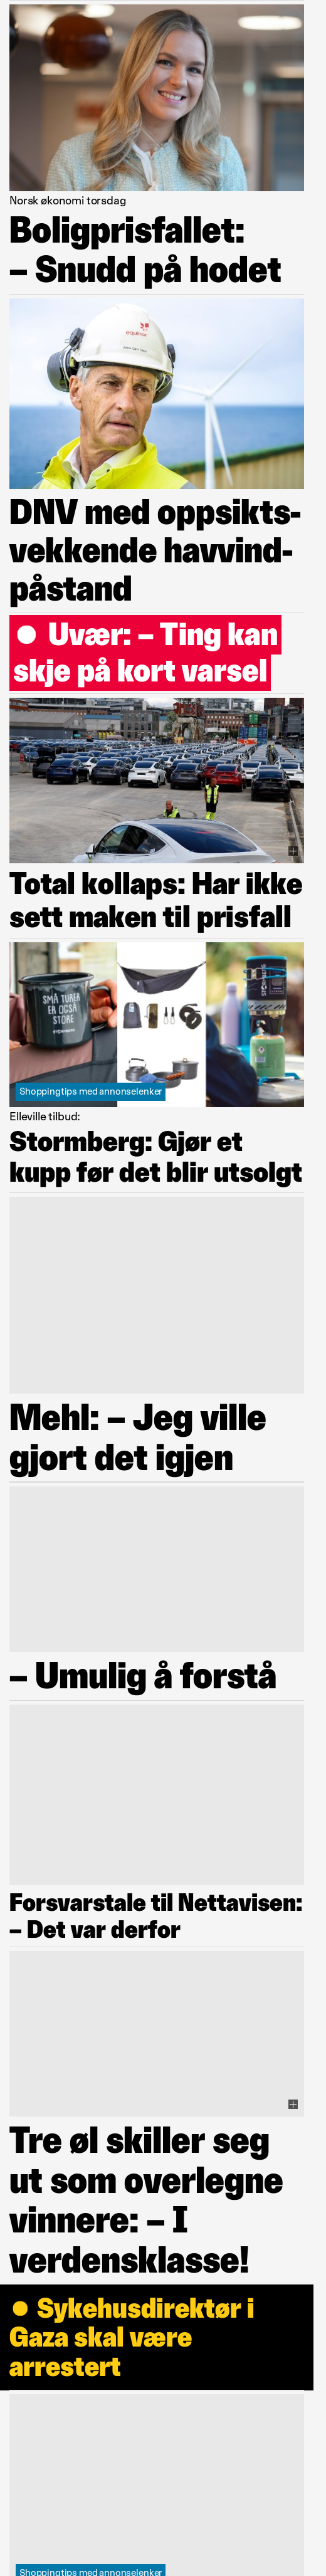 Norsk økonomi torsdag
Boligprisfallet:
– Snudd på hodet
equinor
DNV med oppsikts-
vekkende havvind-
påstand
Uvær: – Ting kan
skje på kort varsel
Total kollaps: Har ikke
sett maken til prisfall
SMÅ TURER
ER OGSÅ
STORE
Shoppingtips med annonselenker
Elleville tilbud:
Stormberg: Gjør et
kupp før det blir utsolgt
Mehl: – Jeg ville
gjort det igjen
– Umulig å forstå
Forsvarstale til Nettavisen:
– Det var derfor
Tre øl skiller seg
ut som overlegne
vinnere: – I
verdensklasse!
Sykehusdirektør i
Gaza skal være
arrestert
Shoppingtips med annonselenker